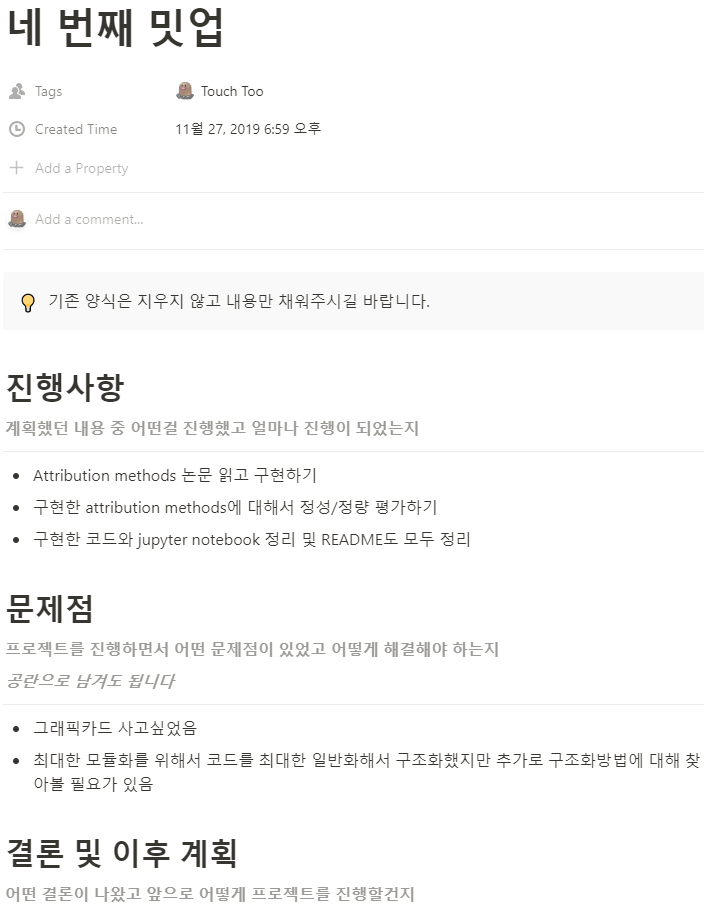 네 번째 밋업
Tags Touch Too
Created Time 11월 27, 2019 6:59 오후
Add a Property
Add a comment...
기존 양식은 지우지 않고 내용만 채워주시길 바랍니다.
진행사항
계획했던 내용 중 어떤걸 진행했고 얼마나 진행이 되었는지
• Attribution methods 논문 읽고 구현하기
• 구현한 attribution methods에 대해서 정성/정량 평가하기
• 구현한 코드와 jupyter notebook 정리 및 README도 모두 정리
문제점
프로젝트를 진행하면서 어떤 문제점이 있었고 어떻게 해결해야 하는지
공란으로 남겨도 됩니다
• 그래픽카드 사고싶었음
• 최대한 모듈화를 위해서 코드를 최대한 일반화해서 구조화했지만 추가로 구조화방법에 대해 찾
아볼 필요가 있음
결론 및 이후 계획
어떤 결론이 나왔고 앞으로 어떻게 프로젝트를 진행할건지